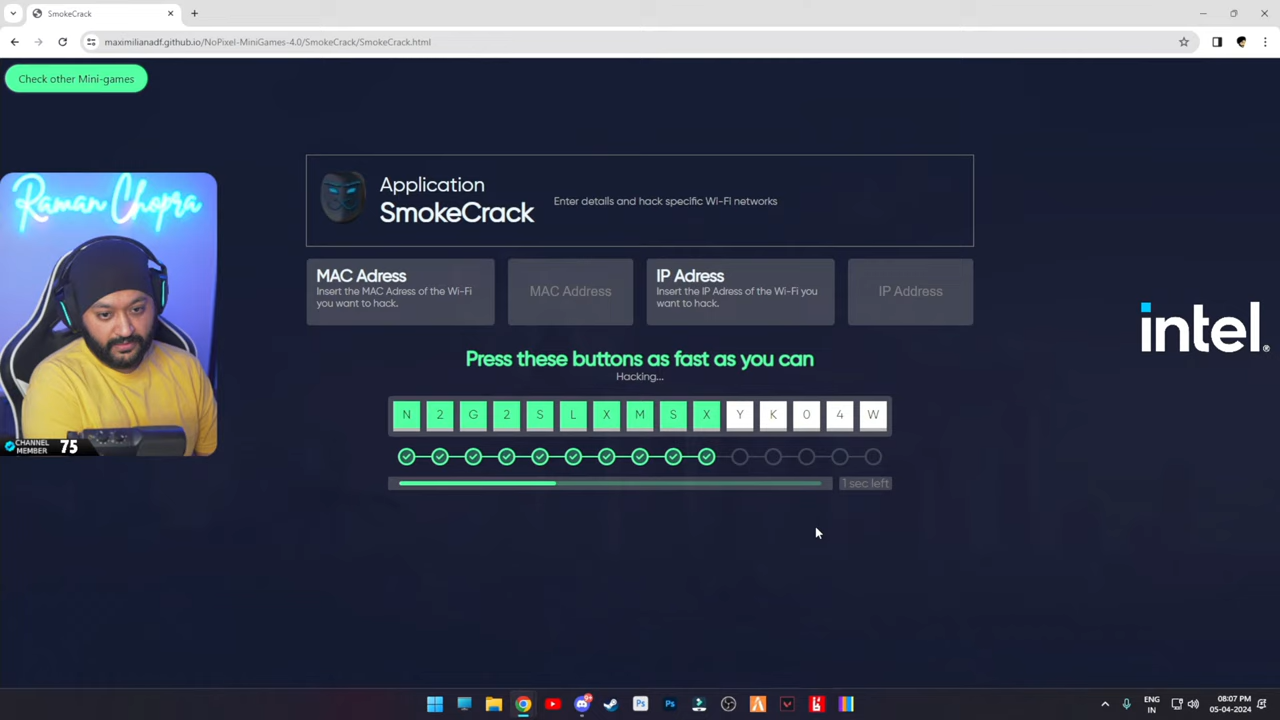 SmokeCrack
maximilianadf.github.io/NoPixel-MiniGames-4.0/SmokeCrack/SmokeCrack.html
Check other Mini-games
Application
SmokeCrack
Enter details and hack specific Wi-Fi networks
Raman Chopra
MAC Adress
Insert the MAC Adress of the Wi-Fi
you want to hack.
MAC Address
IP Adress
Insert the IP Adress of the Wi-Fi you
want to hack.
IP Address
intel
Press these buttons as fast as you can
Hacking...
N 2 G 2 S L X M S X Y K 0 4 W
CHANNEL
MEMBER 75
1 sec left
ENG
IN
08:07 PM
05-04-2024